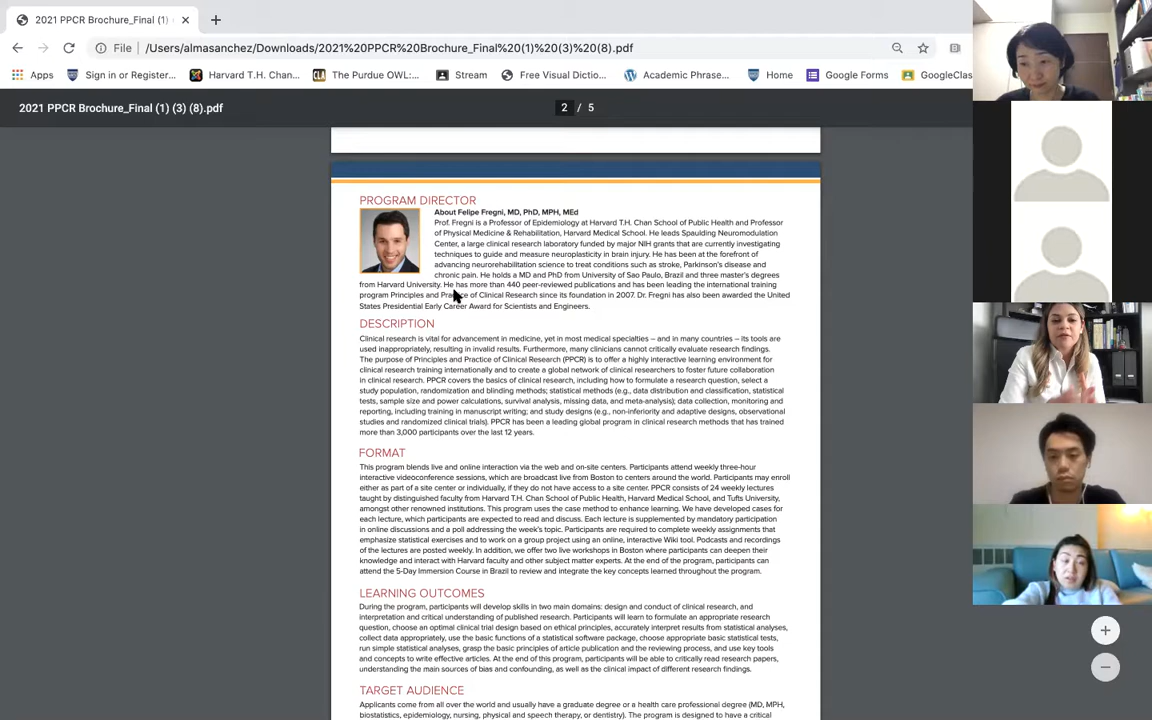 2021 PPCR Brochure_Final (1)
File /Users/almasanchez/Downloads/2021%20PPCR%20Brochure_Final%20(1)%20(3)%20(8).pdf
Apps Sign in or Register... Harvard T.H. Chan... The Purdue OWL:... Stream Free Visual Dictio... Academic Phrase... Home Google Forms GoogleClas
2021 PPCR Brochure_Final (1) (3) (8).pdf 2 / 5
PROGRAM DIRECTOR
About Felipe Fregni, MD, PhD, MPH, MEd
Prof. Fregni is a Professor of Epidemiology at Harvard T.H. Chan School of Public Health and Professor
of Physical Medicine & Rehabilitation, Harvard Medical School. He leads Spaulding Neuromodulation
Center, a large clinical research laboratory funded by major NIH grants that are currently investigating
techniques to guide and measure neuroplasticity in brain injury. He has been at the forefront of
advancing neurorehabilitation science to treat conditions such as stroke, Parkinson's disease and
chronic pain. He holds a MD and PhD from University of Sao Paulo, Brazil and three master's degrees
from Harvard University. He has more than 440 peer-reviewed publications and has been leading the international training
program Principles and Practice of Clinical Research since its foundation in 2007. Dr. Fregni has also been awarded the United
States Presidential Early Career Award for Scientists and Engineers.
DESCRIPTION
Clinical research is vital for advancement in medicine, yet in most medical specialties – and in many countries – its tools are
used inappropriately, resulting in invalid results. Furthermore, many clinicians cannot critically evaluate research findings.
The purpose of Principles and Practice of Clinical Research (PPCR) is to offer a highly interactive learning environment for
clinical research training internationally and to create a global network of clinical researchers to foster future collaboration
in clinical research. PPCR covers the basics of clinical research, including how to formulate a research question, select a
study population, randomization and blinding methods; statistical methods (e.g., data distribution and classification, statistical
tests, sample size and power calculations, survival analysis, missing data, and meta-analysis); data collection, monitoring and
reporting, including training in manuscript writing; and study designs (e.g., non-inferiority and adaptive designs, observational
studies and randomized clinical trials). PPCR has been a leading global program in clinical research methods that has trained
more than 3,000 participants over the last 12 years.
FORMAT
This program blends live and online interaction via the web and on-site centers. Participants attend weekly three-hour
interactive videoconference sessions, which are broadcast live from Boston to centers around the world. Participants may enroll
either as part of a site center or individually, if they do not have access to a site center. PPCR consists of 24 weekly lectures
taught by distinguished faculty from Harvard T.H. Chan School of Public Health, Harvard Medical School, and Tufts University,
amongst other renowned institutions. This program uses the case method to enhance learning. We have developed cases for
each lecture, which participants are expected to read and discuss. Each lecture is supplemented by mandatory participation
in online discussions and a poll addressing the week's topic. Participants are required to complete weekly assignments that
emphasize statistical exercises and to work on a group project using an online, interactive Wiki tool. Podcasts and recordings
of the lectures are posted weekly. In addition, we offer two live workshops in Boston where participants can deepen their
knowledge and interact with Harvard faculty and other subject matter experts. At the end of the program, participants can
attend the 5-Day Immersion Course in Brazil to review and integrate the key concepts learned throughout the program.
LEARNING OUTCOMES
During the program, participants will develop skills in two main domains: design and conduct of clinical research, and
interpretation and critical understanding of published research. Participants will learn to formulate an appropriate research
question, choose an optimal clinical trial design based on ethical principles, accurately interpret results from statistical analyses,
collect data appropriately, use the basic functions of a statistical software package, choose appropriate basic statistical tests,
run simple statistical analyses, grasp the basic principles of article publication and the reviewing process, and use key tools
and concepts to write effective articles. At the end of this program, participants will be able to critically read research papers,
understanding the main sources of bias and confounding, as well as the clinical impact of different research findings.
TARGET AUDIENCE
Applicants come from all over the world and usually have a graduate degree or a health care professional degree (MD, MPH,
biostatistics, epidemiology, nursing, physical and speech therapy, or dentistry). The program is designed to have a critical